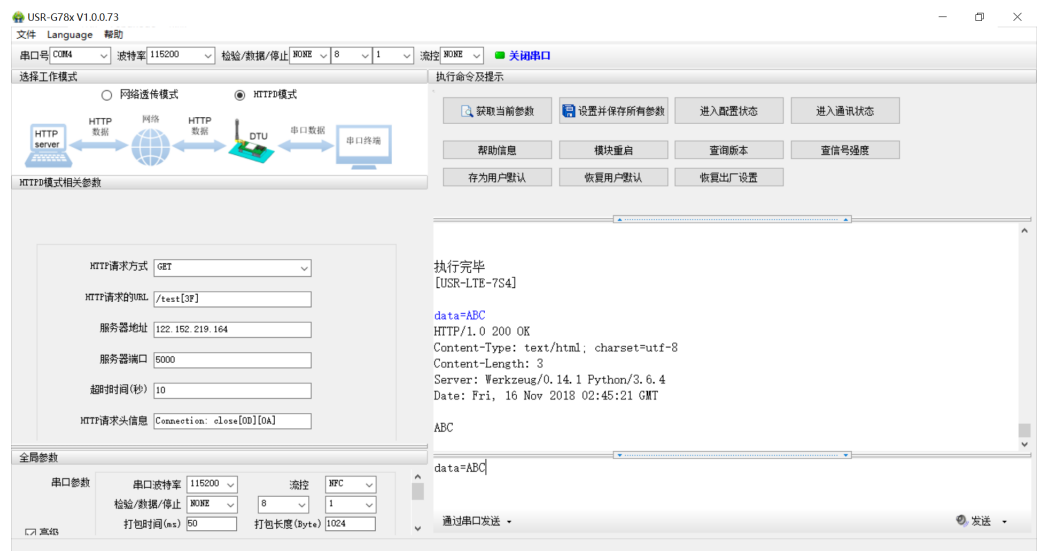 USR-G78x V1.0.0.73
文件 Language 帮助
串口号 COM4 波特率 115200 检验/数据/停止 NONE 8 1 流控 NONE 关闭串口
选择工作模式
网络透传模式 HTTPD模式
HTTP server
HTTP 数据
网络
HTTP 数据
DTU
串口数据
串口终端
HTTPD模式相关参数
HTTP请求方式 GET
HTTP请求的URL /test[3F]
服务器地址 122.152.219.164
服务器端口 5000
超时时间(秒) 10
HTTP请求头信息 Connection: close[0D][0A]
全局参数
串口参数 串口波特率 115200 流控 NFC
检验/数据/停止 NONE 8 1
打包时间(ms) 50 打包长度(Byte) 1024
高级
执行命令及提示
获取当前参数 设置并保存所有参数 进入配置状态 进入通讯状态
帮助信息 模块重启 查询版本 查信号强度
存为用户默认 恢复用户默认 恢复出厂设置
执行完毕
[USR-LTE-7S4]
data=ABC
HTTP/1.0 200 OK
Content-Type: text/html; charset=utf-8
Content-Length: 3
Server: Werkzeug/0.14.1 Python/3.6.4
Date: Fri, 16 Nov 2018 02:45:21 GMT
ABC
data=ABC
通过串口发送 发送